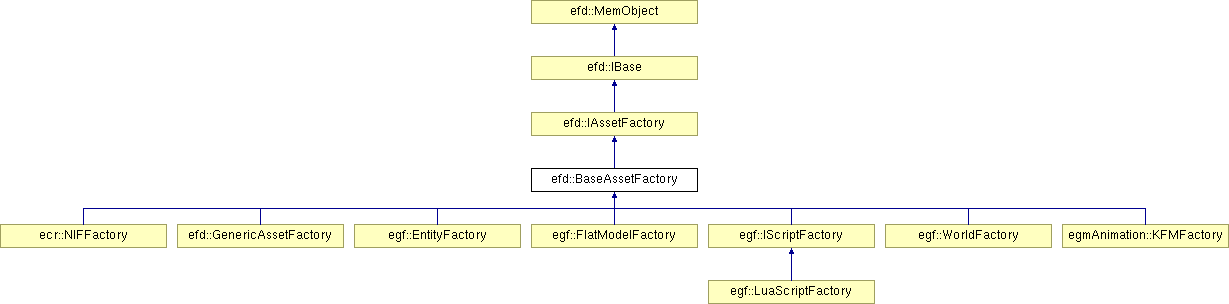 efd::MemObject
efd::IBase
efd::IAssetFactory
efd::BaseAssetFactory
ecr::NIFFactory
efd::GenericAssetFactory
egf::EntityFactory
egf::FlatModelFactory
egf::IScriptFactory
egf::WorldFactory
egmAnimation::KFMFactory
egf::LuaScriptFactory